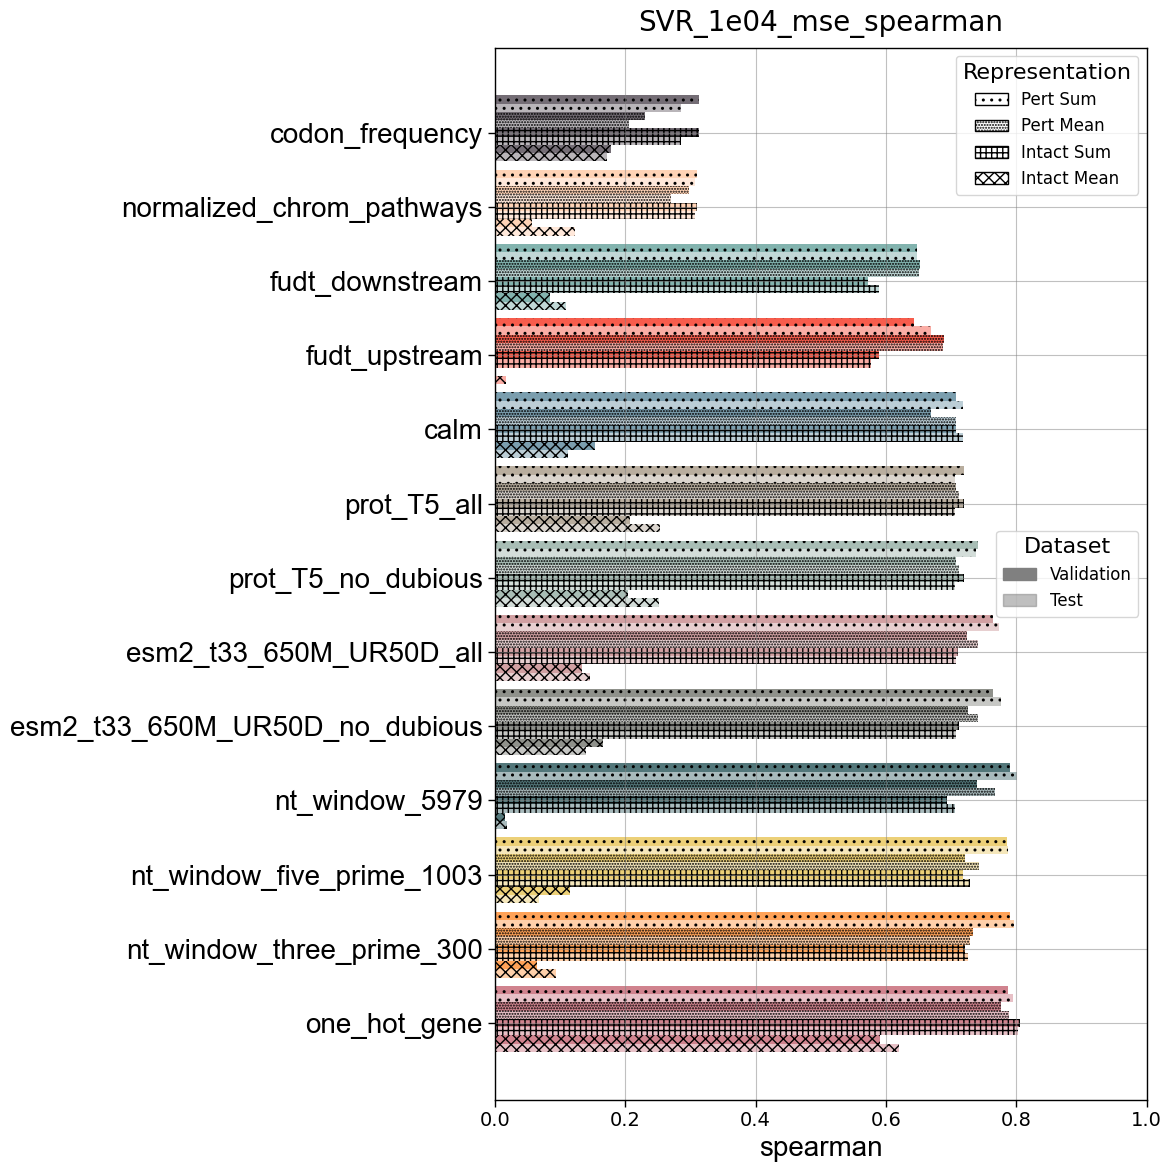 SVR_1e04_mse_spearman
Representation
Pert Sum
Pert Mean
Intact Sum
Intact Mean
codon_frequency
normalized_chrom_pathways
fudt_downstream
fudt_upstream
calm
prot_T5_all
prot_T5_no_dubious
esm2_t33_650M_UR50D_all
esm2_t33_650M_UR50D_no_dubious
nt_window_5979
nt_window_five_prime_1003
nt_window_three_prime_300
one_hot_gene
Dataset
Validation
Test
0.0 0.2 0.4 0.6 0.8 1.0
spearman